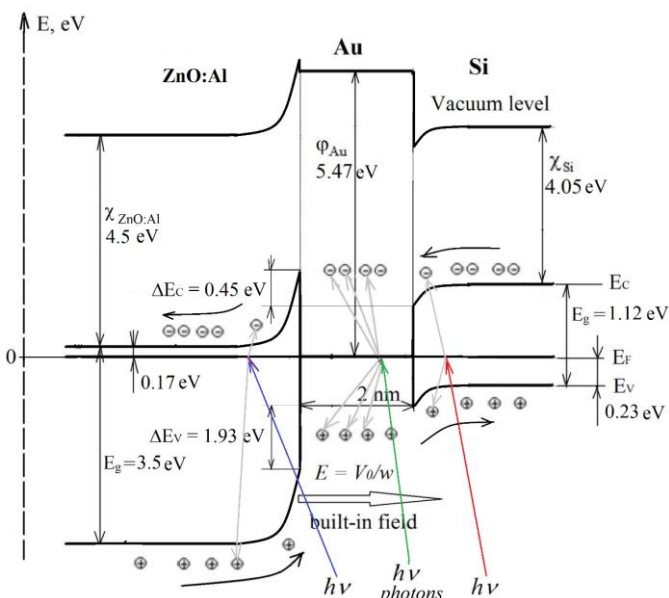 E, eV
Au
ZnO:Al
Si
Vacuum level
φAu
5.47 eV
χSi
4.05 eV
χZnO:Al
4.5 eV
ΔEC = 0.45 eV
EC
Eg=1.12 eV
0
EF
0.17 eV
2 nm
EV
0.23 eV
ΔEV = 1.93 eV
Eg=3.5 eV
E = V0/w
built-in field
hν
hν
photons
hν